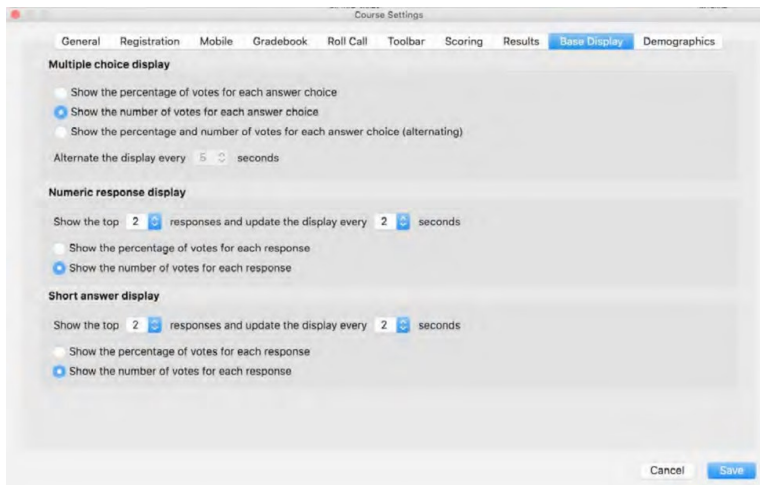 Course Settings
General Registration Mobile Gradebook Roll Call Toolbar Scoring Results Base Display Demographics
Multiple choice display
Show the percentage of votes for each answer choice
Show the number of votes for each answer choice
Show the percentage and number of votes for each answer choice (alternating)
Alternate the display every 5 seconds
Numeric response display
Show the top 2 responses and update the display every 2 seconds
Show the percentage of votes for each response
Show the number of votes for each response
Short answer display
Show the top 2 responses and update the display every 2 seconds
Show the percentage of votes for each response
Show the number of votes for each response
Cancel Save